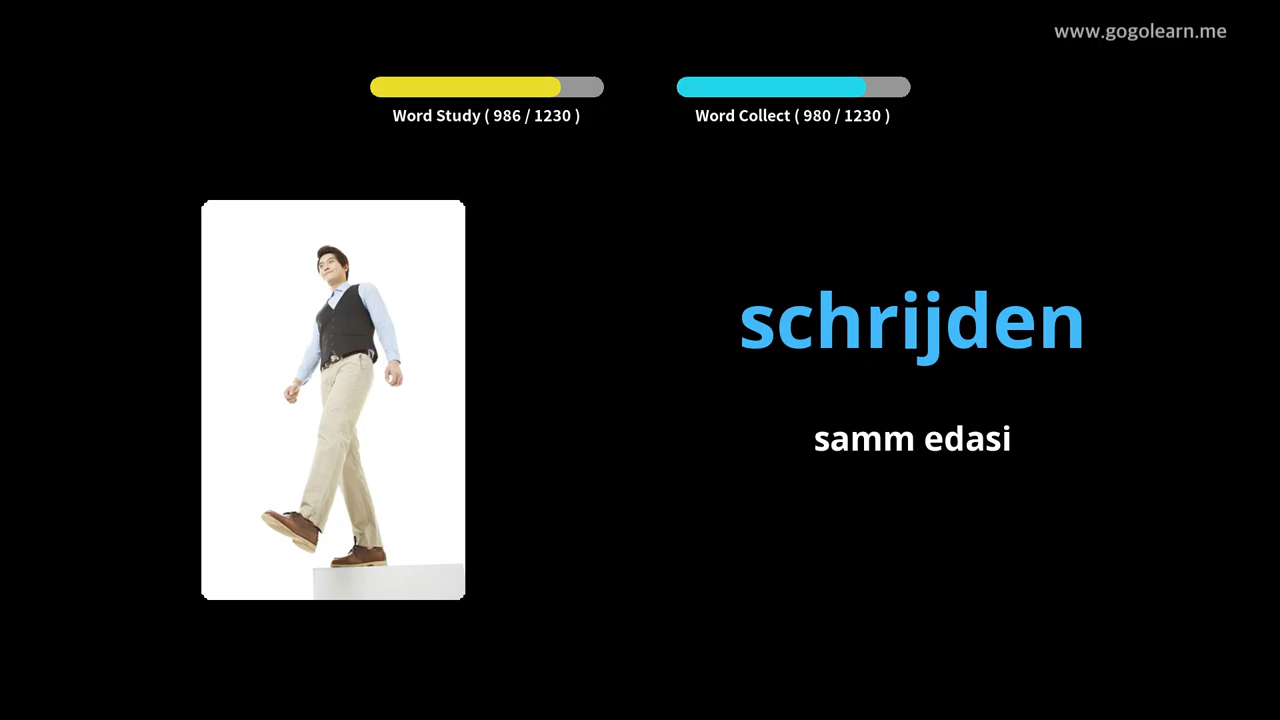 www.gogolearn.me
Word Study ( 986 / 1230 )
Word Collect ( 980 / 1230 )
schrijden
samm edasi